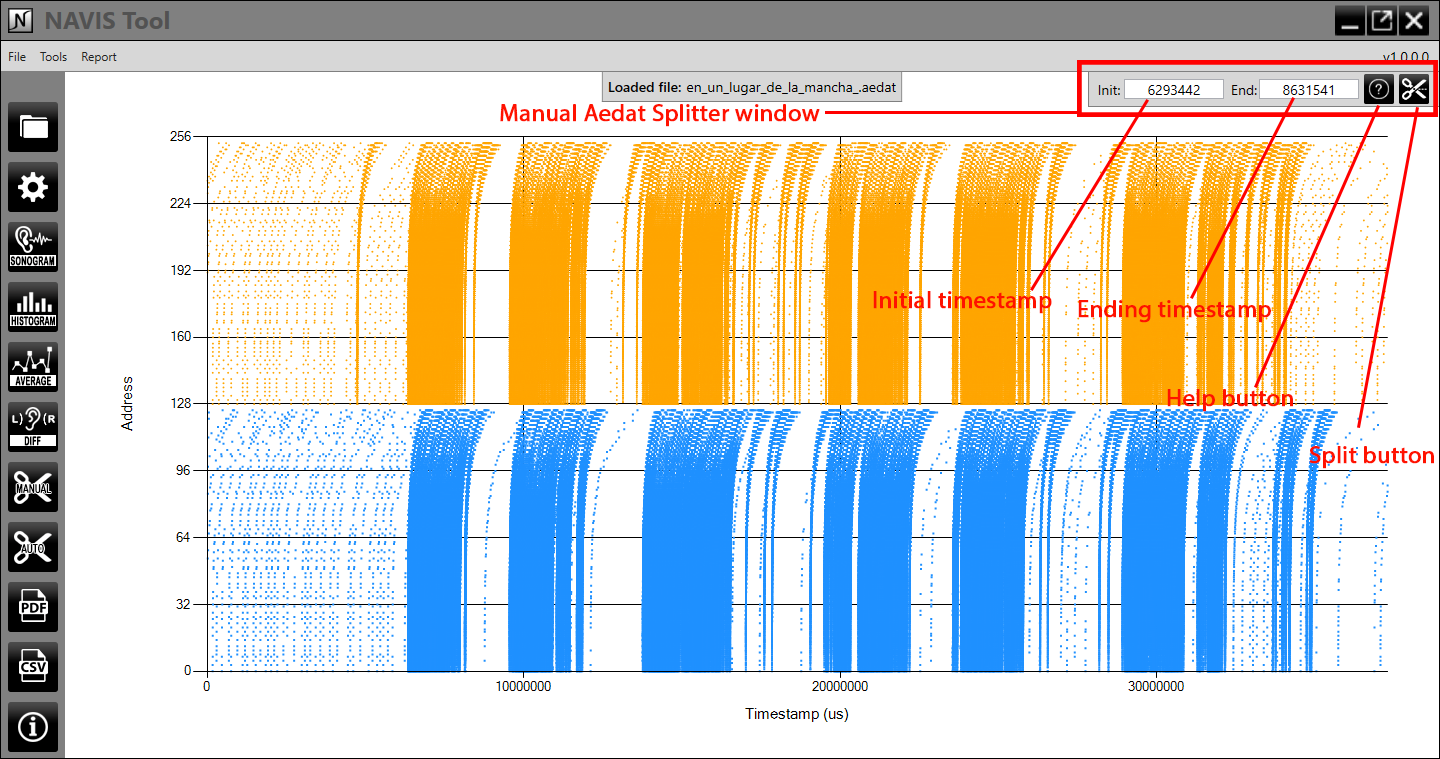 NAVIS Tool
File Tools Report
v1.0.0.0
Loaded file: en_un_lugar_de_la_mancha_.aedat
Init: 6293442 End: 8631541
Manual Aedat Splitter window
SONOGRAM
HISTOGRAM
AVERAGE
L) (R
DIFF
MANUAL
AUTO
PDF
CSV
256
224
192
160
128
96
64
32
0
Address
Initial timestamp
Ending timestamp
Help button
Split button
0 10000000 20000000 30000000
Timestamp (us)